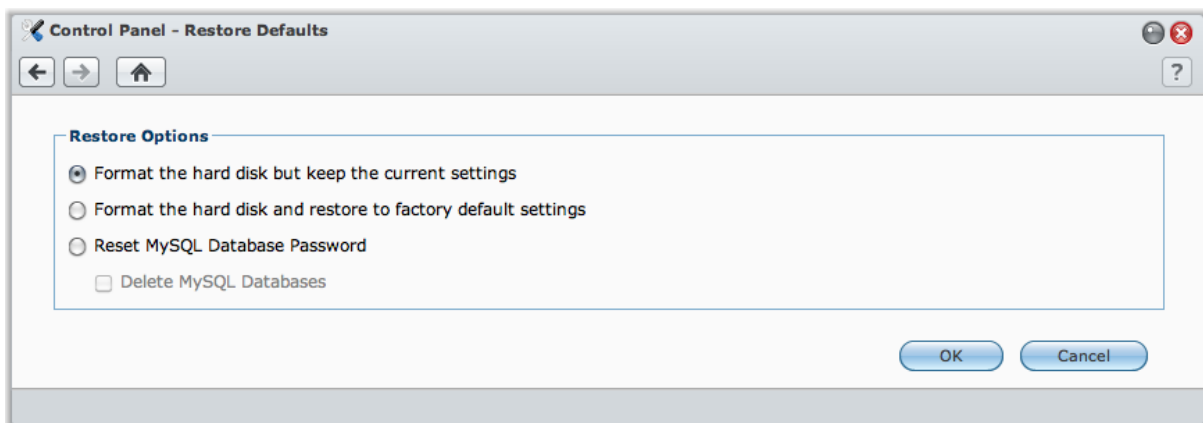 Control Panel - Restore Defaults
?
Restore Options
Format the hard disk but keep the current settings
Format the hard disk and restore to factory default settings
Reset MySQL Database Password
Delete MySQL Databases
OK Cancel